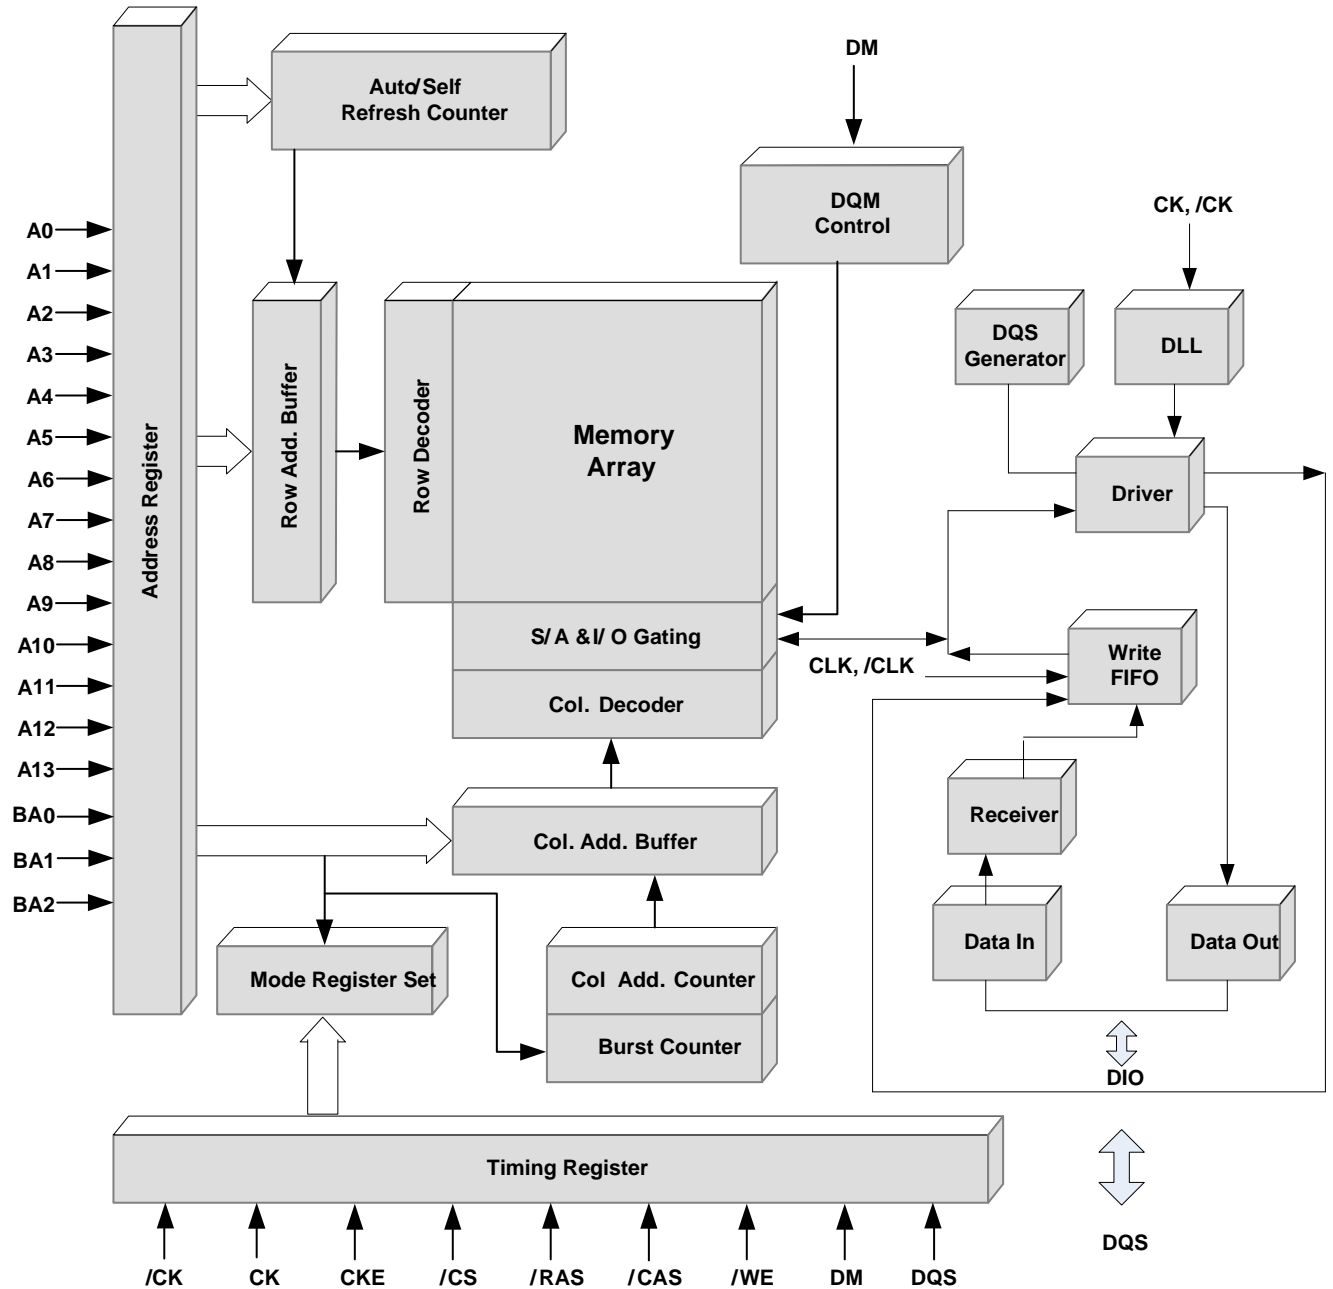 Auto/Self
Refresh Counter
DM
DQM
Control
CK, /CK
A0
A1
A2
A3
A4
A5
A6
A7
A8
A9
A10
A11
A12
A13
BA0
BA1
BA2
Address Register
Row Add. Buffer
Row Decoder
Memory
Array
DQS
Generator
DLL
Driver
S/ A &I/ O Gating
CLK, /CLK
Write
FIFO
Col. Decoder
Receiver
Col. Add. Buffer
Data In
Data Out
Mode Register Set
Col Add. Counter
Burst Counter
DIO
Timing Register
DQS
/CK
CK
CKE
/CS
/RAS
/CAS
/WE
DM
DQS